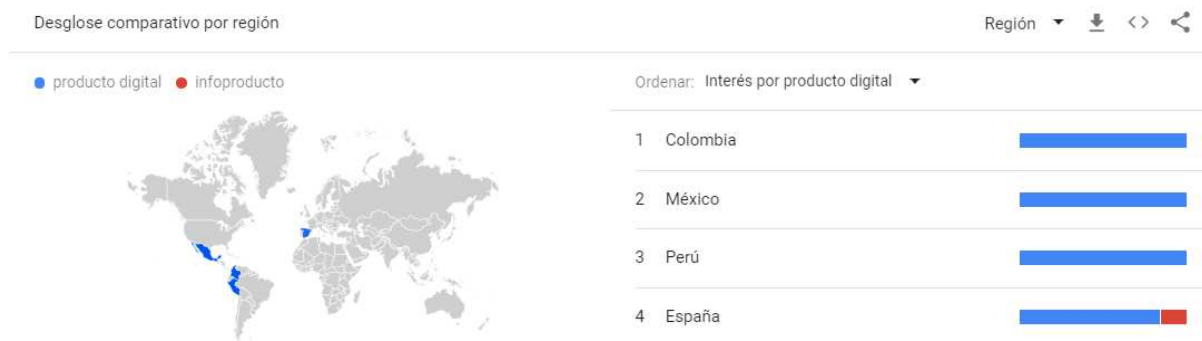 Desglose comparativo por región
Región
producto digital infoproducto
Ordenar: Interés por producto digital
1 Colombia
2 México
3 Perú
4 España